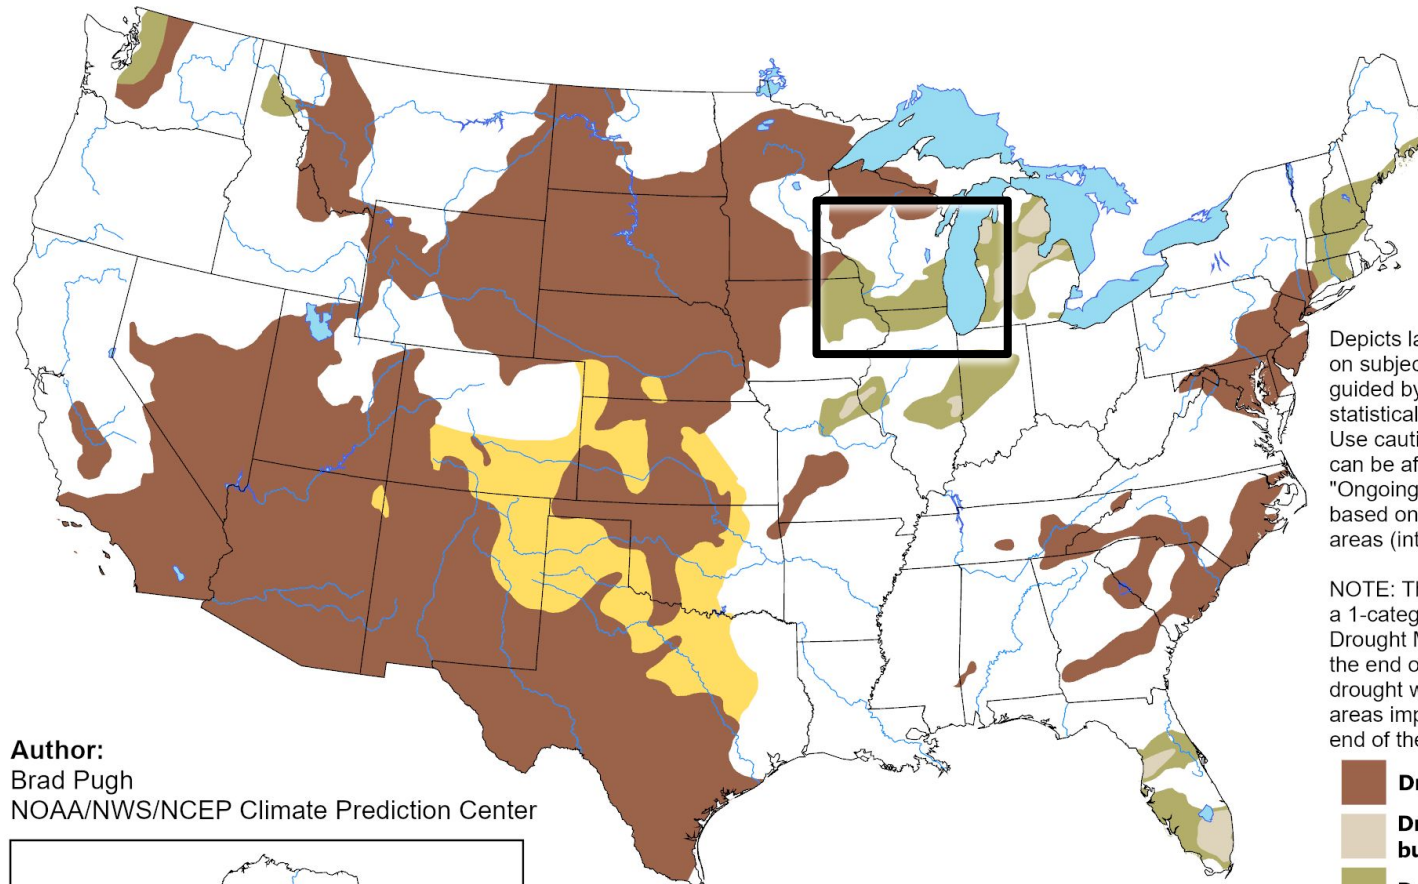 Depicts la
on subjec
guided by
statistical
Use cauti
can be af
"Ongoing
based on
areas (int
NOTE: Th
a 1-categ
Drought M
the end o
drought w
areas imp
end of the
Author:
Brad Pugh
NOAA/NWS/NCEP Climate Prediction Center
Dr
Dr
bu